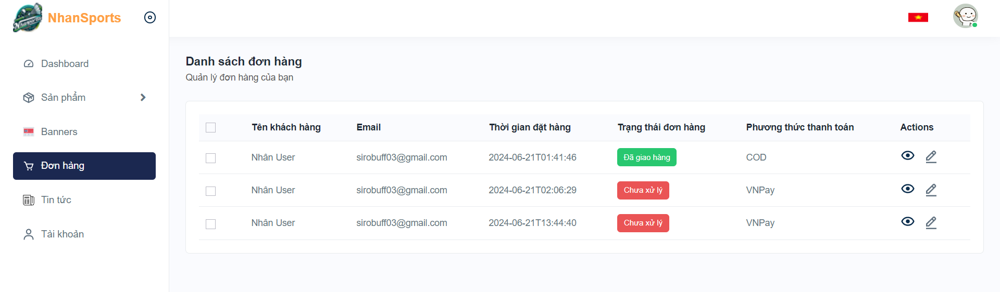 NhanSports
Dashboard
Sản phẩm
Banners
Đơn hàng
Tin tức
Tài khoản
Danh sách đơn hàng
Quản lý đơn hàng của bạn
Tên khách hàng Email Thời gian đặt hàng Trạng thái đơn hàng Phương thức thanh toán Actions
Nhân User sirobuff03@gmail.com 2024-06-21T01:41:46 Đã giao hàng COD
Nhân User sirobuff03@gmail.com 2024-06-21T02:06:29 Chưa xử lý VNPay
Nhân User sirobuff03@gmail.com 2024-06-21T13:44:40 Chưa xử lý VNPay